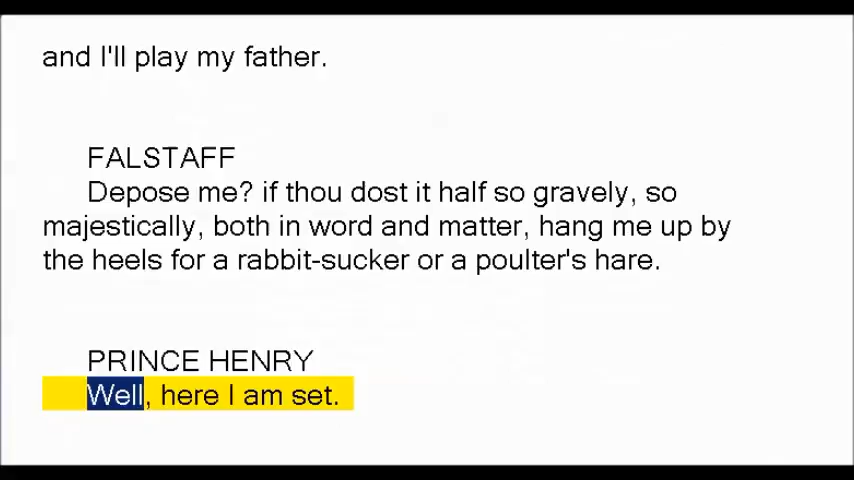 and I'll play my father.
FALSTAFF
Depose me? if thou dost it half so gravely, so
majestically, both in word and matter, hang me up by
the heels for a rabbit-sucker or a poulter's hare.
PRINCE HENRY
Well, here I am set.